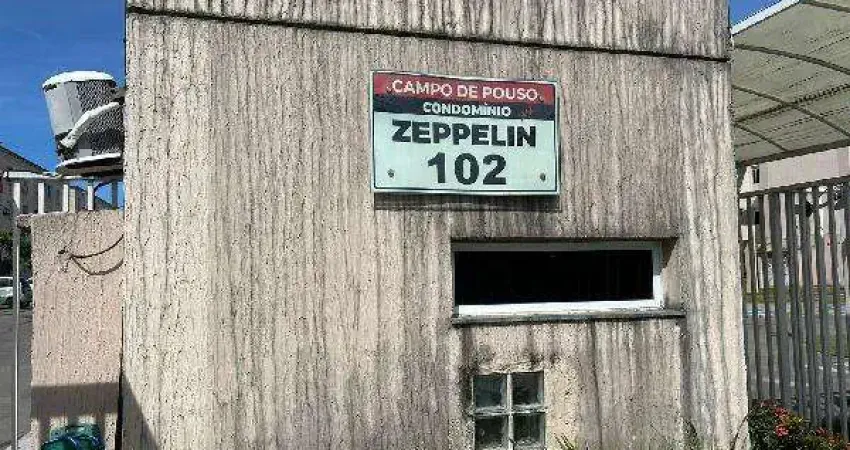 CAMPO DE POUSO
CONDOMÍNIO
ZEPPELIN
102